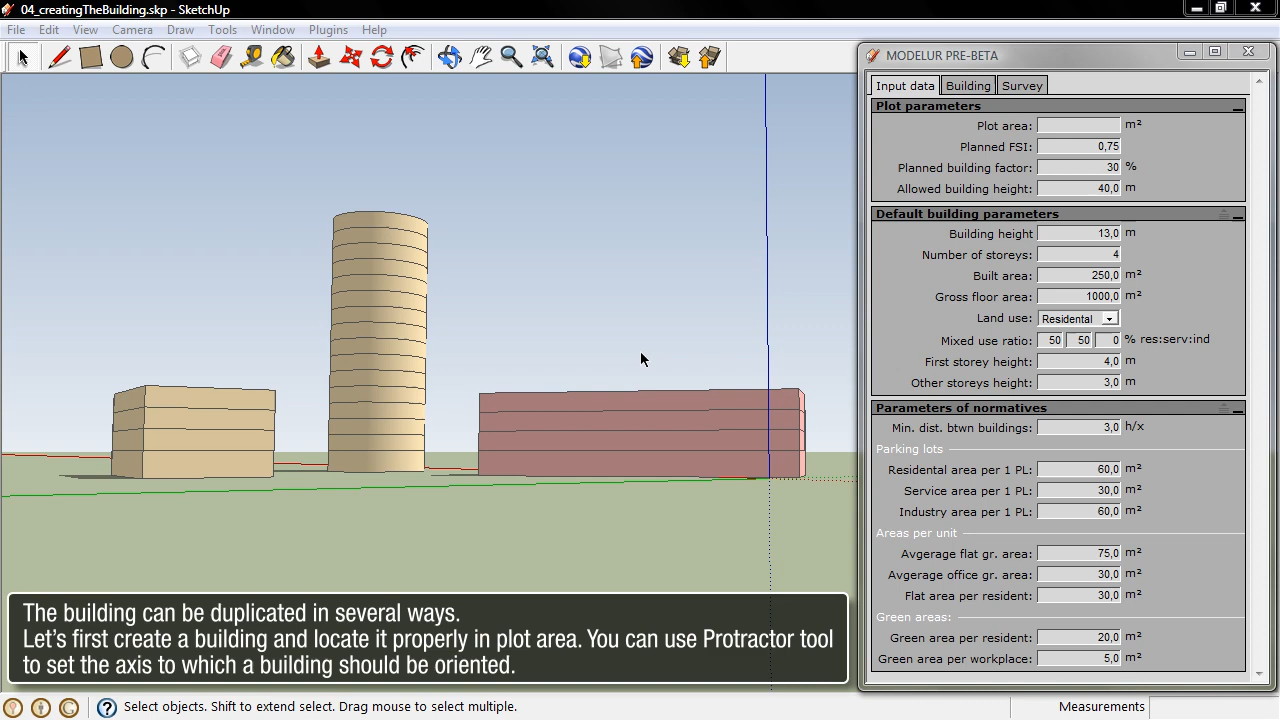 04_creatingTheBuilding.skp - SketchUp
File Edit View Camera Draw Tools Window Plugins Help
MODELUR PRE-BETA
Input data Building Survey
Plot parameters
Plot area: m²
Planned FSI: 0,75
Planned building factor: 30 %
Allowed building height: 40,0 m
Default building parameters
Building height 13,0 m
Number of storeys: 4
Built area: 250,0 m²
Gross floor area: 1000,0 m²
Land use: Residental
Mixed use ratio: 50 50 0 % res:serv:ind
First storey height: 4,0 m
Other storeys height: 3,0 m
Parameters of normatives
Min. dist. btwn buildings: 3,0 h/x
Parking lots
Residental area per 1 PL: 60,0 m²
Service area per 1 PL: 30,0 m²
Industry area per 1 PL: 60,0 m²
Areas per unit
Avgerage flat gr. area: 75,0 m²
Avgerage office gr. area: 30,0 m²
Flat area per resident: 30,0 m²
Green areas:
Green area per resident: 20,0 m²
Green area per workplace: 5,0 m²
The building can be duplicated in several ways.
Let's first create a building and locate it properly in plot area. You can use Protractor tool
to set the axis to which a building should be oriented.
Select objects. Shift to extend select. Drag mouse to select multiple.
Measurements